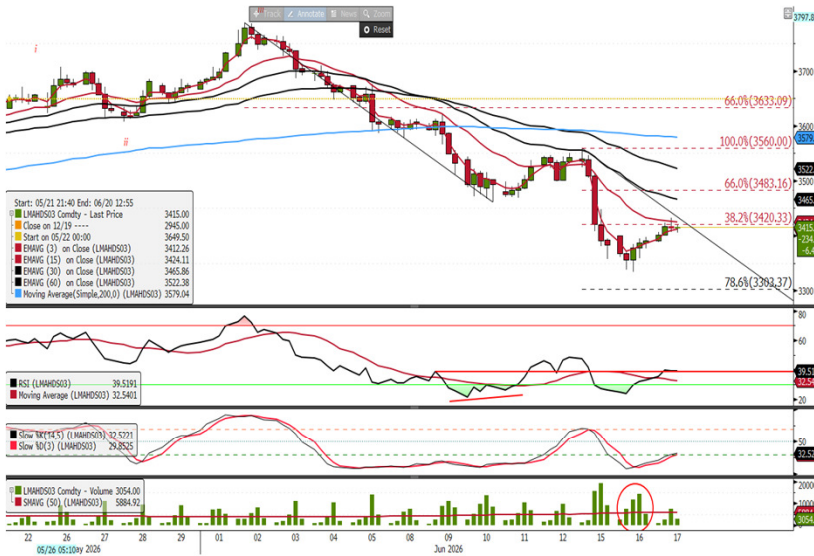 Track Annotate News Zoom
Reset
3797.8
i
iii
ii
3700
3600
3500
3300
66.0%(3633.09)
100.0%(3560.00)
66.0%(3483.16)
38.2%(3420.33)
78.6%(3303.37)
3579
3522
3465
3415
-234
-6.4
Start: 05/21 21:40 End: 06/20 12:55
LMAHDS03 Comdty - Last Price 3415.00
Close on 12/19 ---- 2945.00
Start on 05/22 00:00 3649.50
EMAVG (3) on Close (LMAHDS03) 3412.26
EMAVG (15) on Close (LMAHDS03) 3424.11
EMAVG (30) on Close (LMAHDS03) 3465.86
EMAVG (60) on Close (LMAHDS03) 3522.38
Moving Average(Simple,200,0) (LMAHDS03) 3579.04
80
39.51
32.54
20
RSI (LMAHDS03) 39.5191
Moving Average (LMAHDS03) 32.5401
Slow %K(14,5) (LMAHDS03) 32.5221
Slow %D(3) (LMAHDS03) 29.8525
50
32.52
LMAHDS03 Comdty - Volume 3054.00
SMAVG (50) (LMAHDS03) 5884.92
3054
22 25 26 27 28 29 01 02 03 04 05 08 09 10 11 12 15 16 17
05/26 05:10 ay 2026 Jun 2026